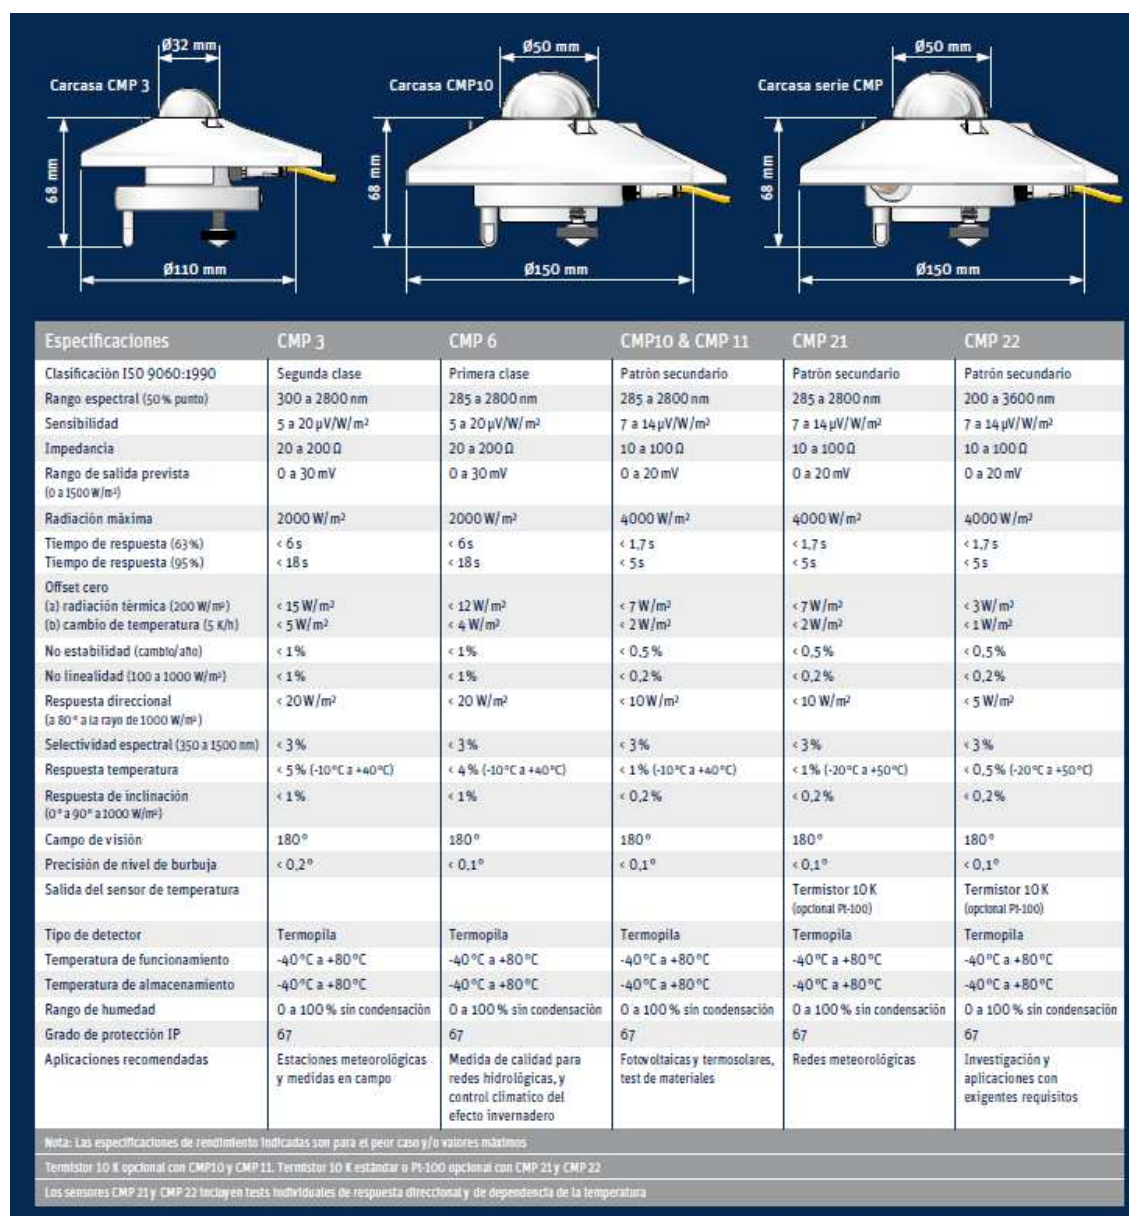 Ø32 mm
Carcasa CMP 3
68 mm
Ø110 mm
Ø50 mm
Carcasa CMP10
68 mm
Ø150 mm
Ø50 mm
Carcasa serie CMP
68 mm
Ø150 mm
Especificaciones CMP 3 CMP 6 CMP10 & CMP 11 CMP 21 CMP 22
Clasificación ISO 9060:1990 Segunda clase Primera clase Patrón secundario Patrón secundario Patrón secundario
Rango espectral (50% punto) 300 a 2800 nm 285 a 2800 nm 285 a 2800 nm 285 a 2800 nm 200 a 3600 nm
Sensibilidad 5 a 20 µV/W/m² 5 a 20 µV/W/m² 7 a 14 µV/W/m² 7 a 14 µV/W/m² 7 a 14 µV/W/m²
Impedancia 20 a 200 Ω 20 a 200 Ω 10 a 100 Ω 10 a 100 Ω 10 a 100 Ω
Rango de salida prevista 0 a 30 mV 0 a 30 mV 0 a 20 mV 0 a 20 mV 0 a 20 mV
(0 a 1500 W/m²)
Radiación máxima 2000 W/m² 2000 W/m² 4000 W/m² 4000 W/m² 4000 W/m²
Tiempo de respuesta (63%) < 6 s < 6 s < 1,7 s < 1,7 s < 1,7 s
Tiempo de respuesta (95%) < 18 s < 18 s < 5 s < 5 s < 5 s
Offset cero
(a) radiación térmica (200 W/m²) < 15 W/m² < 12 W/m² < 7 W/m² < 7 W/m² < 3 W/m²
(b) cambio de temperatura (5 K/h) < 5 W/m² < 4 W/m² < 2 W/m² < 2 W/m² < 1 W/m²
No estabilidad (cambio/año) < 1% < 1% < 0,5% < 0,5% < 0,5%
No linealidad (100 a 1000 W/m²) < 1% < 1% < 0,2% < 0,2% < 0,2%
Respuesta direccional < 20 W/m² < 20 W/m² < 10 W/m² < 10 W/m² < 5 W/m²
(a 80° a la rayo de 1000 W/m²)
Selectividad espectral (350 a 1500 nm) < 3% < 3% < 3% < 3% < 3%
Respuesta temperatura < 5% (-10°C a +40°C) < 4% (-10°C a +40°C) < 1% (-10°C a +40°C) < 1% (-20°C a +50°C) < 0,5% (-20°C a +50°C)
Respuesta de inclinación < 1% < 1% < 0,2% < 0,2% < 0,2%
(0° a 90° a 1000 W/m²)
Campo de visión 180° 180° 180° 180° 180°
Precisión de nivel de burbuja < 0,2° < 0,1° < 0,1° < 0,1° < 0,1°
Salida del sensor de temperatura Termistor 10 K Termistor 10 K
(opcional Pt-100) (opcional Pt-100)
Tipo de detector Termopila Termopila Termopila Termopila Termopila
Temperatura de funcionamiento -40°C a +80°C -40°C a +80°C -40°C a +80°C -40°C a +80°C -40°C a +80°C
Temperatura de almacenamiento -40°C a +80°C -40°C a +80°C -40°C a +80°C -40°C a +80°C -40°C a +80°C
Rango de humedad 0 a 100% sin condensación 0 a 100% sin condensación 0 a 100% sin condensación 0 a 100% sin condensación 0 a 100% sin condensación
Grado de protección IP 67 67 67 67 67
Aplicaciones recomendadas Estaciones meteorológicas Medida de calidad para Fotovoltaicas y termosolares, Redes meteorológicas Investigación y
y medidas en campo redes hidrológicas, y test de materiales aplicaciones con
control climatico del exigentes requisitos
efecto invernadero
Nota: Las especificaciones de rendimiento indicadas son para el peor caso y/o valores máximos
Termistor 10 K opcional con CMP10 y CMP 11. Termistor 10 K estándar o Pt-100 opcional con CMP 21 y CMP 22
Los sensores CMP 21 y CMP 22 incluyen tests individuales de respuesta direccional y de dependencia de la temperatura